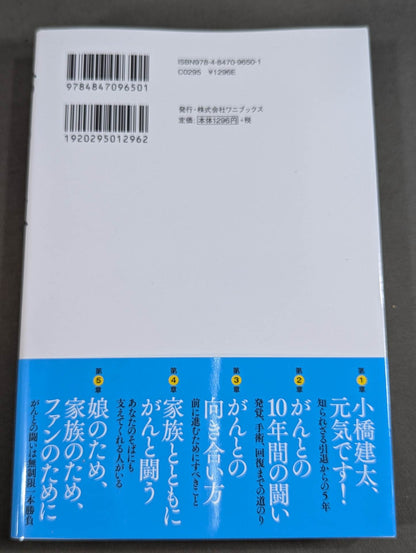 ISBN978-4-8470-9650-1
C0295 ¥1296E
9784847096501
発行・株式会社ワニブックス
定価：本体1296円+税
1920295012962
第1章
小橋建太、
元気です！
知られざる引退からの5年
第2章
がんとの
10年間の闘い
発覚、手術、回復までの道のり
第3章
がんとの
向き合い方
前に進むためにすべきこと
第4章
家族とともに
がんと闘う
あなたのそばにも
支えてくれる人がいる
第5章
娘のため、
家族のため、
ファンのために
がんとの闘いは無制限一本勝負